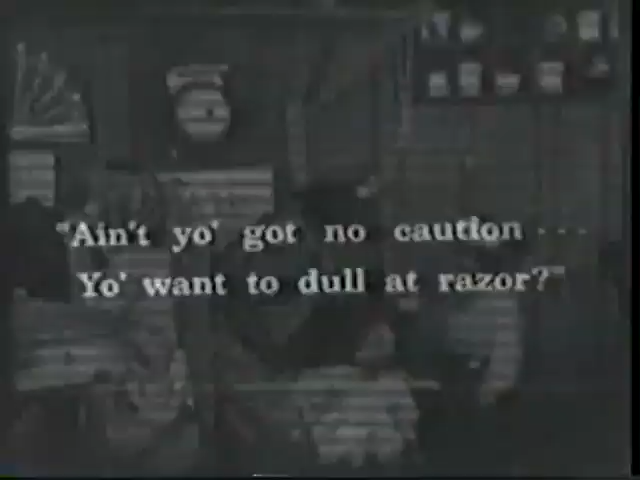 "Ain't yo' got no caution ...
Yo' want to dull at razor?"